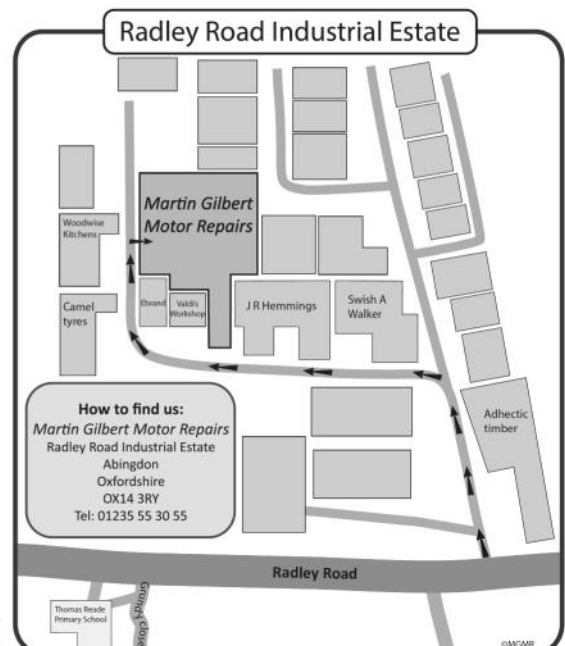 Radley Road Industrial Estate
Martin Gilbert
Motor Repairs
Woodwise
Kitchens
Camel
tyres
Ebrand
Valdi's
Workshop
J R Hemmings
Swish A
Walker
Adhectic
timber
How to find us:
Martin Gilbert Motor Repairs
Radley Road Industrial Estate
Abingdon
Oxfordshire
OX14 3RY
Tel: 01235 55 30 55
Radley Road
Thomas Reade
Primary School
Grundy Close
©MGMR